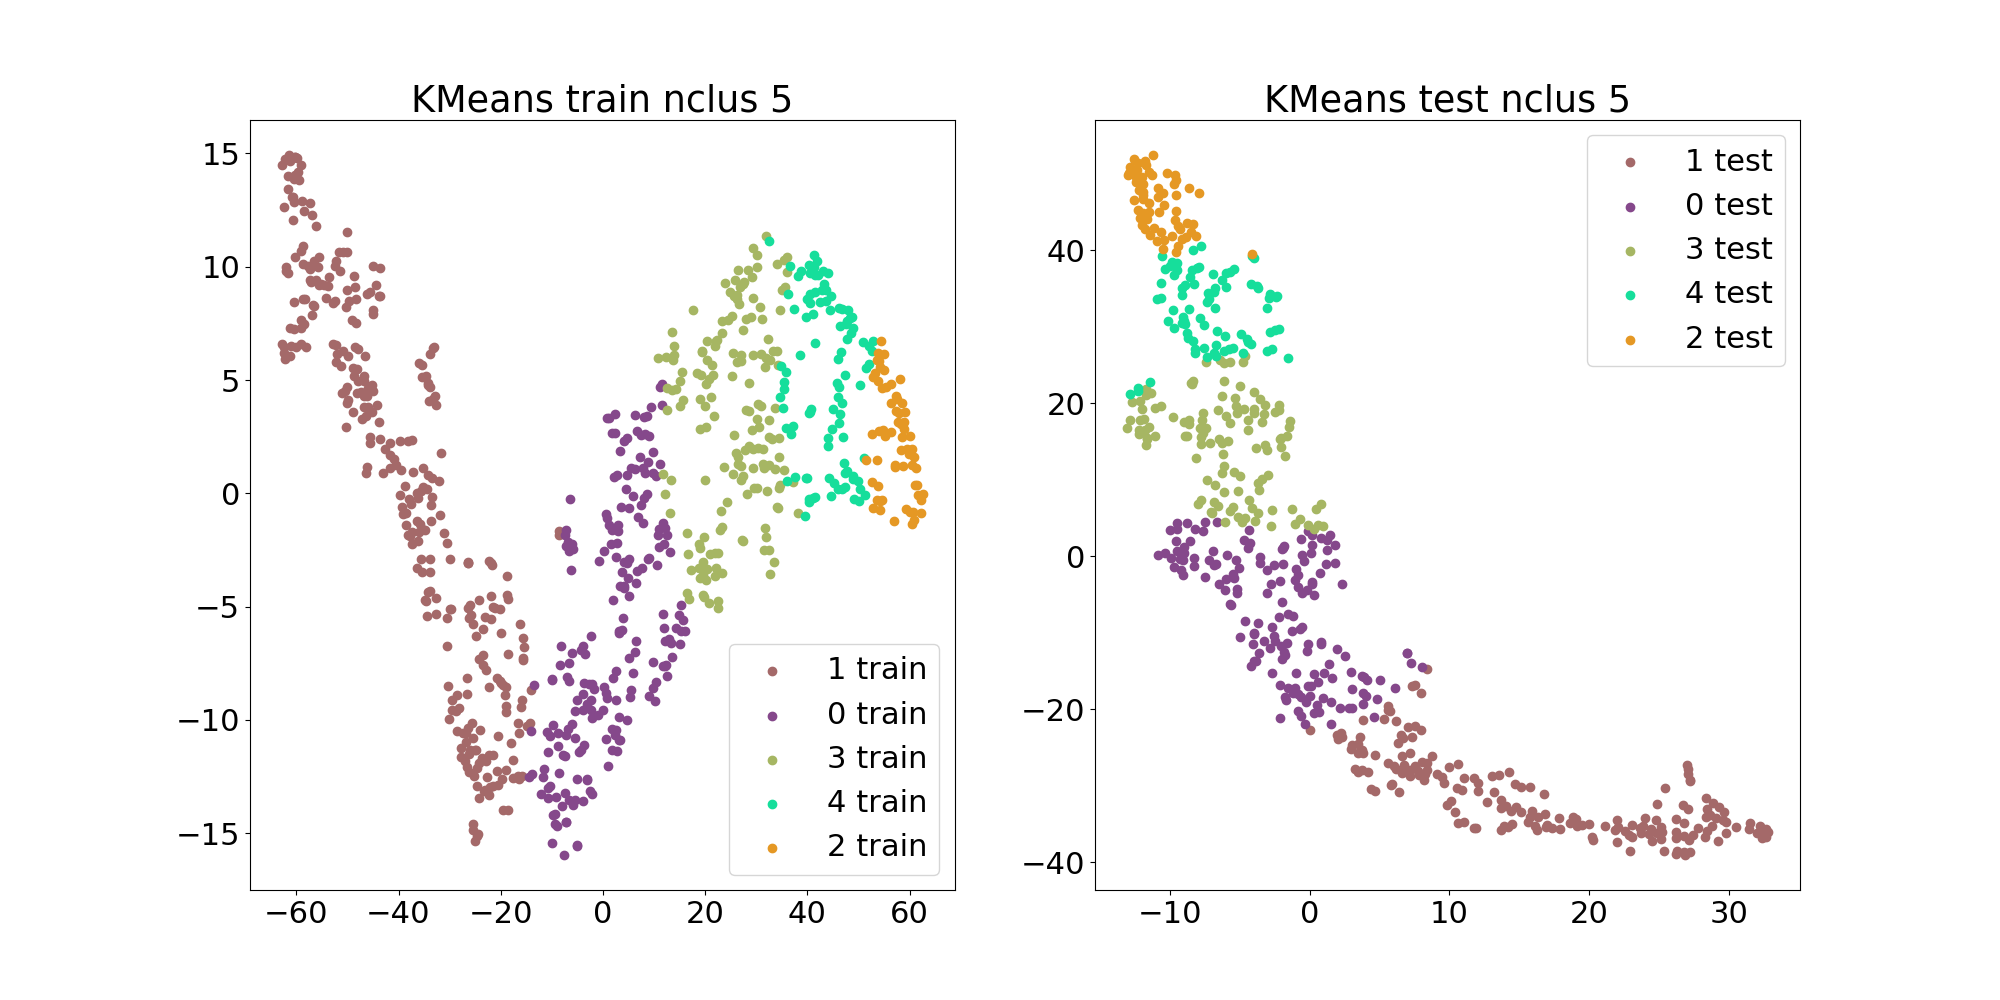 KMeans train nclus 5
15
10
5
0
−5
−10
−15
−60
−40
−20
0
20
40
60
1 train
0 train
3 train
4 train
2 train
KMeans test nclus 5
40
20
0
−20
−40
−10
0
10
20
30
1 test
0 test
3 test
4 test
2 test